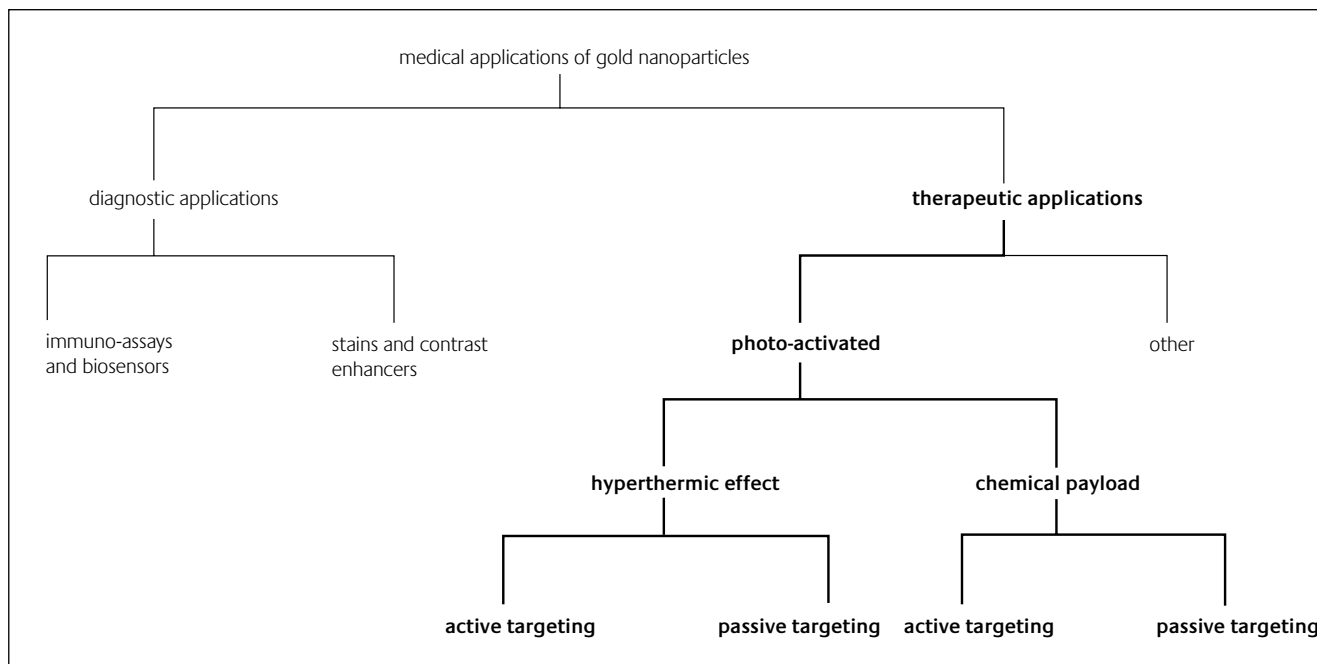 medical applications of gold nanoparticles
diagnostic applications
therapeutic applications
immuno-assays
and biosensors
stains and contrast
enhancers
photo-activated
other
hyperthermic effect
chemical payload
active targeting
passive targeting
active targeting
passive targeting